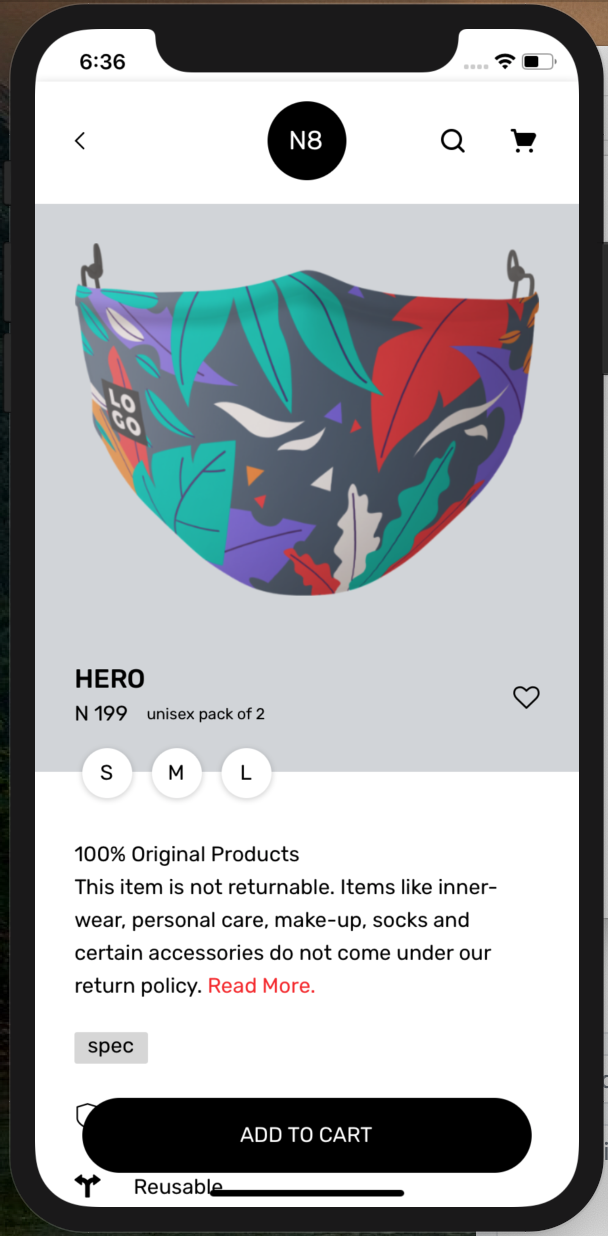 6:36
N8
LO
GO
HERO
N 199 unisex pack of 2
S M L
100% Original Products
This item is not returnable. Items like inner-
wear, personal care, make-up, socks and
certain accessories do not come under our
return policy. Read More.
spec
ADD TO CART
Reusable